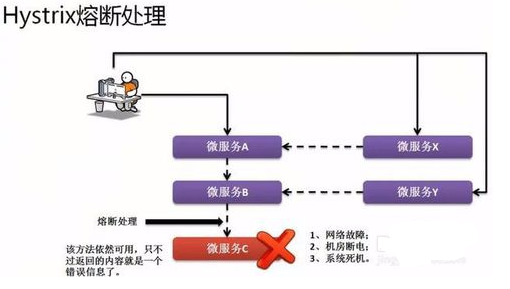 Hystrix熔断处理
微服务A
微服务X
微服务B
微服务Y
熔断处理
微服务C
1、网络故障；
2、机房断电；
3、系统死机。
该方法依然可用，只不
过返回的内容就是一个
错误信息了。